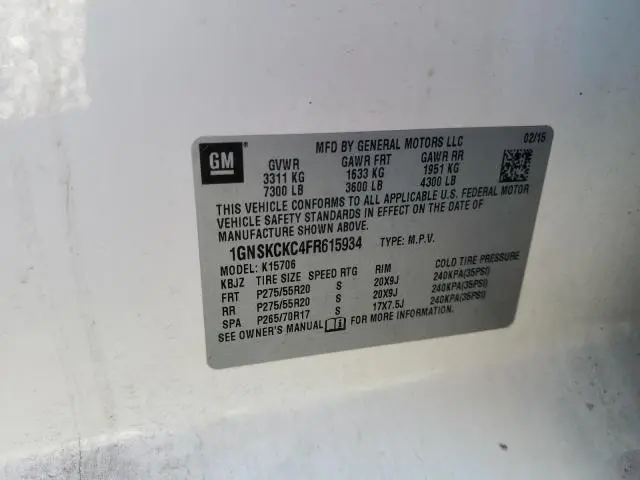 MFD BY GENERAL MOTORS LLC 02/15
GM
GVWR GAWR FRT GAWR RR
3311 KG 1633 KG 1951 KG
7300 LB 3600 LB 4300 LB
THIS VEHICLE CONFORMS TO ALL APPLICABLE U.S. FEDERAL MOTOR
VEHICLE SAFETY STANDARDS IN EFFECT ON THE DATE OF
MANUFACTURE SHOWN ABOVE.
1GNSKCKC4FR615934 TYPE: M.P.V.
MODEL: K15706
KBJZ TIRE SIZE SPEED RTG RIM COLD TIRE PRESSURE
FRT P275/55R20 S 20X9J 240KPA(35PSI)
RR P275/55R20 S 20X9J 240KPA(35PSI)
SPA P265/70R17 S 17X7.5J 240KPA(35PSI)
SEE OWNER'S MANUAL FOR MORE INFORMATION.